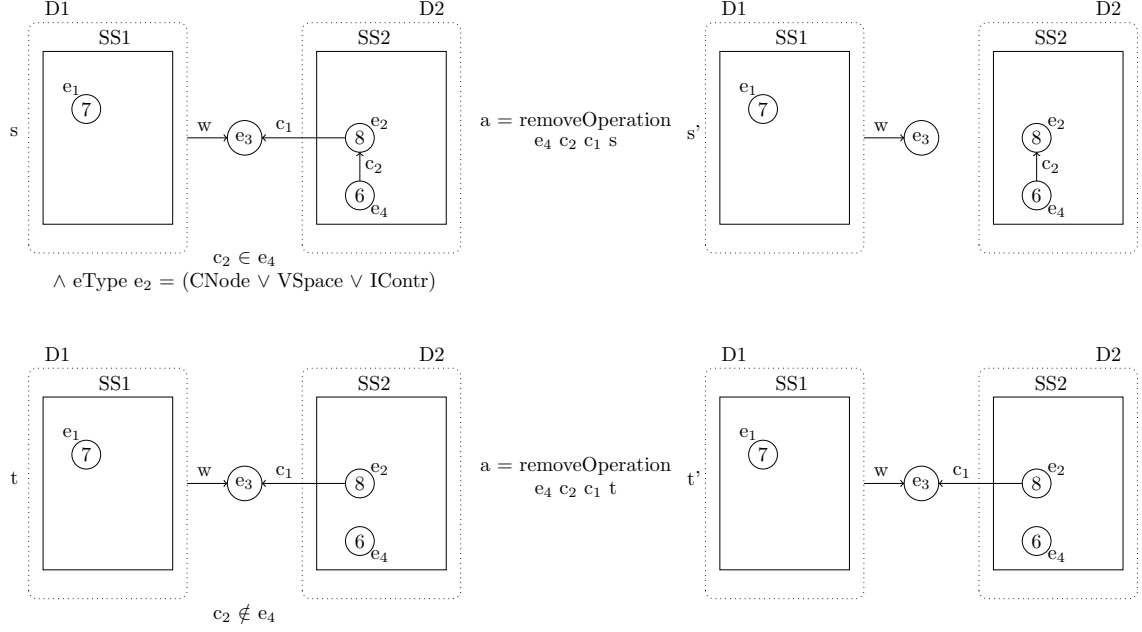 D1
D2
D1
D2
SS1
SS2
SS1
SS2
e1
7
e1
7
s
w
e3
c1
8
e2
a = removeOperation
e4 c2 c1 s
s'
w
e3
8
e2
c2
c2
6
e4
6
e4
c2 ∈ e4
∧ eType e2 = (CNode ∨ VSpace ∨ IContr)
D1
D2
D1
D2
SS1
SS2
SS1
SS2
e1
7
e1
7
t
w
e3
c1
8
e2
a = removeOperation
e4 c2 c1 t
t'
w
e3
c1
8
e2
6
e4
6
e4
c2 ∉ e4